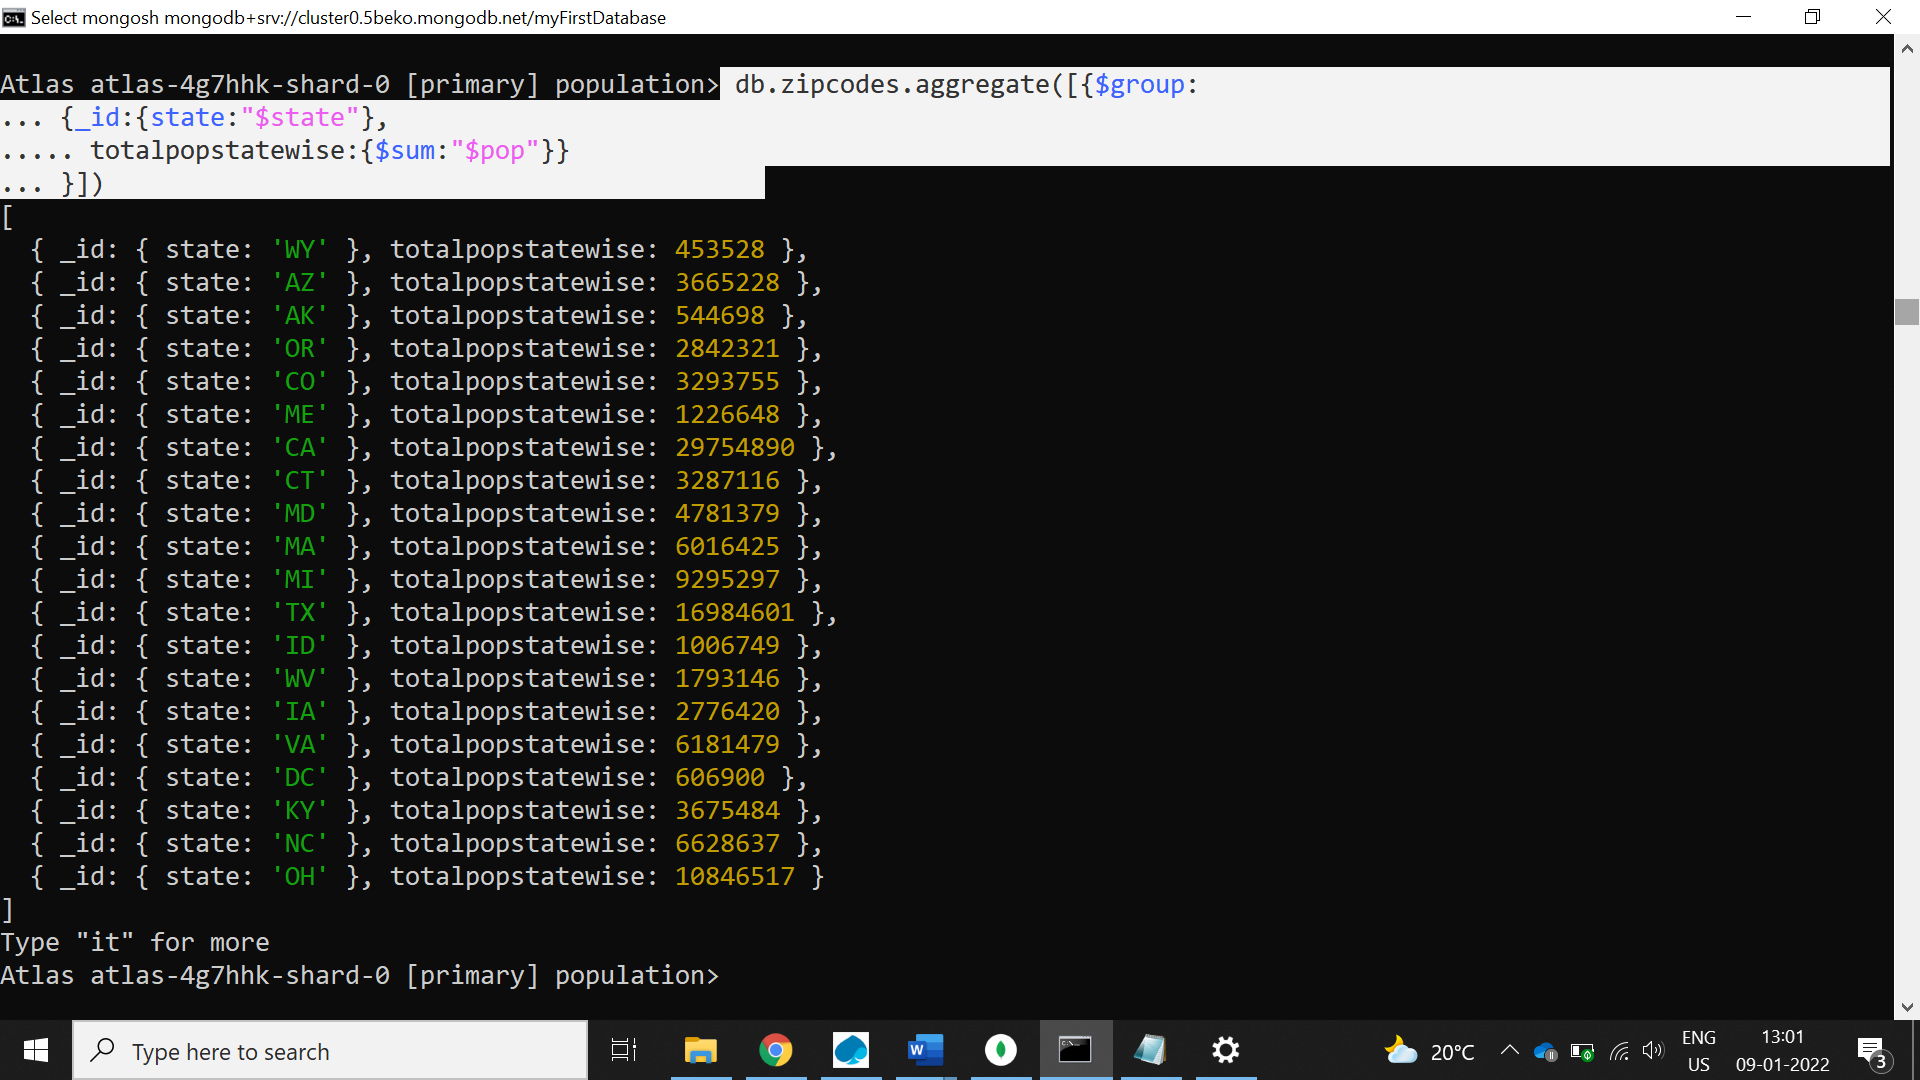 Select mongosh mongodb+srv://cluster0.5beko.mongodb.net/myFirstDatabase
Atlas atlas-4g7hhk-shard-0 [primary] population> db.zipcodes.aggregate([{$group:
... {_id:{state:"$state"},
..... totalpopstatewise:{$sum:"$pop"}}
... }])
[
  { _id: { state: 'WY' }, totalpopstatewise: 453528 },
  { _id: { state: 'AZ' }, totalpopstatewise: 3665228 },
  { _id: { state: 'AK' }, totalpopstatewise: 544698 },
  { _id: { state: 'OR' }, totalpopstatewise: 2842321 },
  { _id: { state: 'CO' }, totalpopstatewise: 3293755 },
  { _id: { state: 'ME' }, totalpopstatewise: 1226648 },
  { _id: { state: 'CA' }, totalpopstatewise: 29754890 },
  { _id: { state: 'CT' }, totalpopstatewise: 3287116 },
  { _id: { state: 'MD' }, totalpopstatewise: 4781379 },
  { _id: { state: 'MA' }, totalpopstatewise: 6016425 },
  { _id: { state: 'MI' }, totalpopstatewise: 9295297 },
  { _id: { state: 'TX' }, totalpopstatewise: 16984601 },
  { _id: { state: 'ID' }, totalpopstatewise: 1006749 },
  { _id: { state: 'WV' }, totalpopstatewise: 1793146 },
  { _id: { state: 'IA' }, totalpopstatewise: 2776420 },
  { _id: { state: 'VA' }, totalpopstatewise: 6181479 },
  { _id: { state: 'DC' }, totalpopstatewise: 606900 },
  { _id: { state: 'KY' }, totalpopstatewise: 3675484 },
  { _id: { state: 'NC' }, totalpopstatewise: 6628637 },
  { _id: { state: 'OH' }, totalpopstatewise: 10846517 }
]
Type "it" for more
Atlas atlas-4g7hhk-shard-0 [primary] population>
Type here to search
20°C
ENG
US
13:01
09-01-2022
3